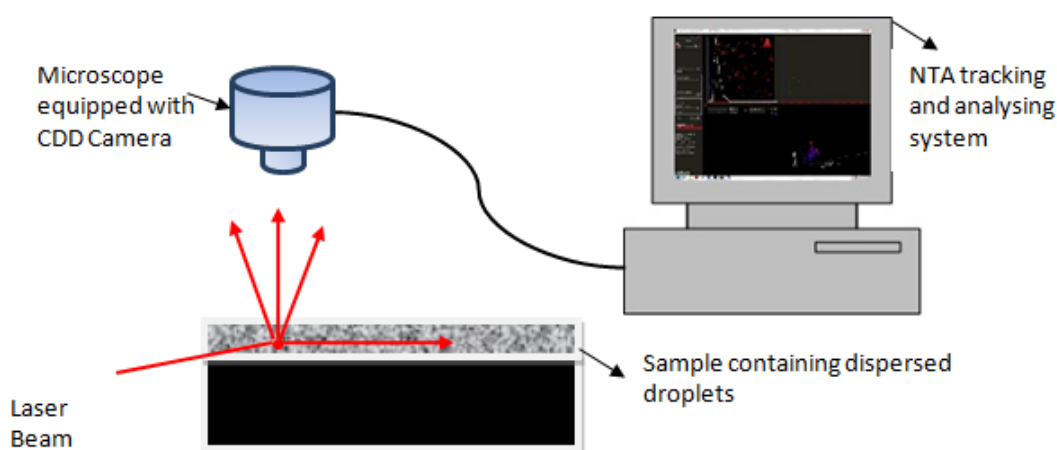 Microscope
equipped with
CDD Camera
NTA tracking
and analysing
system
Sample containing dispersed
droplets
Laser
Beam